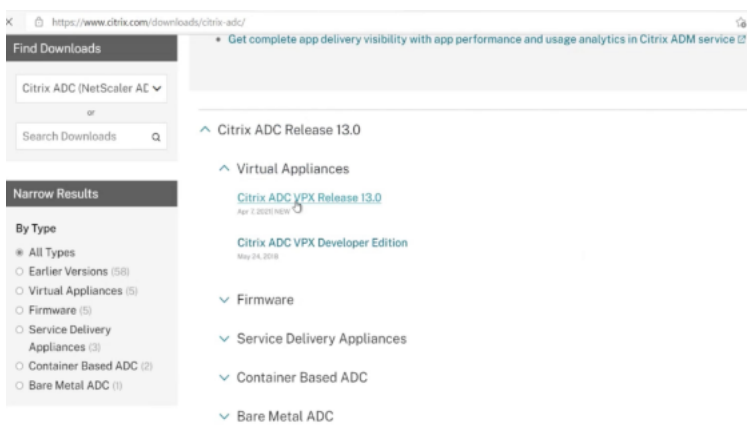 https://www.citrix.com/downloads/citrix-adc/
Find Downloads
Citrix ADC (NetScaler AD
or
Search Downloads
Narrow Results
By Type
All Types
Earlier Versions (58)
Virtual Appliances (5)
Firmware (5)
Service Delivery
Appliances (3)
Container Based ADC (2)
Bare Metal ADC (1)
Get complete app delivery visibility with app performance and usage analytics in Citrix ADM service
Citrix ADC Release 13.0
Virtual Appliances
Citrix ADC VPX Release 13.0
NEW
Citrix ADC VPX Developer Edition
May 24, 2018
Firmware
Service Delivery Appliances
Container Based ADC
Bare Metal ADC